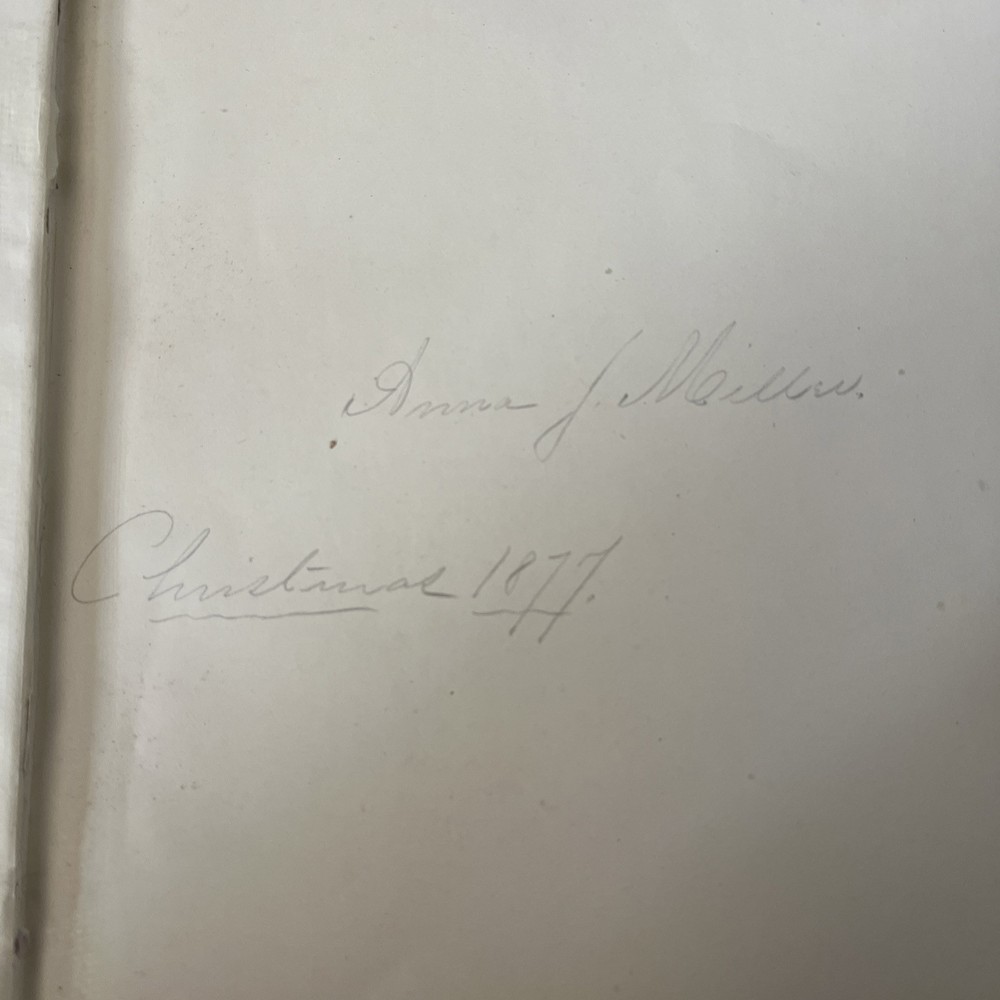 Anna J. Miller.
Christmas 1877.